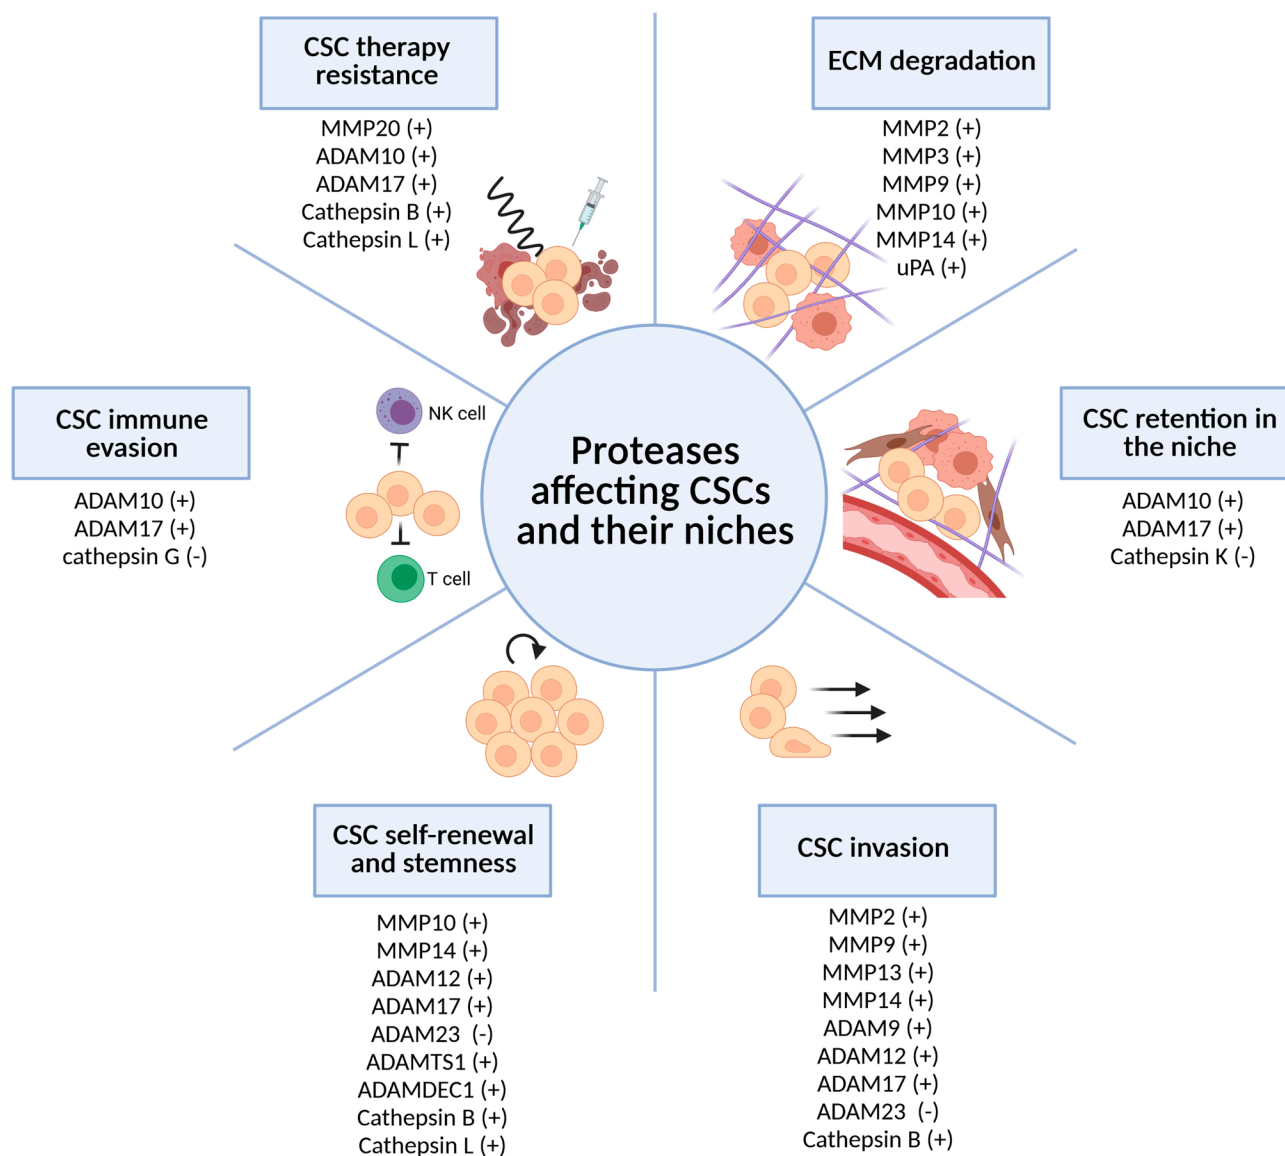 CSC therapy
resistance
MMP20 (+)
ADAM10 (+)
ADAM17 (+)
Cathepsin B (+)
Cathepsin L (+)
ECM degradation
MMP2 (+)
MMP3 (+)
MMP9 (+)
MMP10 (+)
MMP14 (+)
uPA (+)
CSC immune
evasion
ADAM10 (+)
ADAM17 (+)
cathepsin G (-)
NK cell
T cell
Proteases
affecting CSCs
and their niches
CSC retention in
the niche
ADAM10 (+)
ADAM17 (+)
Cathepsin K (-)
CSC self-renewal
and stemness
MMP10 (+)
MMP14 (+)
ADAM12 (+)
ADAM17 (+)
ADAM23 (-)
ADAMTS1 (+)
ADAMDEC1 (+)
Cathepsin B (+)
Cathepsin L (+)
CSC invasion
MMP2 (+)
MMP9 (+)
MMP13 (+)
MMP14 (+)
ADAM9 (+)
ADAM12 (+)
ADAM17 (+)
ADAM23 (-)
Cathepsin B (+)